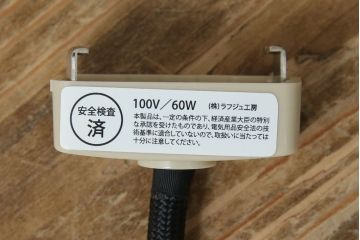 安全検査
済
100V／60W （株）ラフジュ工房
本製品は、一定の条件の下、経済産業大臣の特別
な承認を受けたものであり、電気用品安全法の技
術基準に適合していないので、取扱いに当たっては
十分に注意してください。